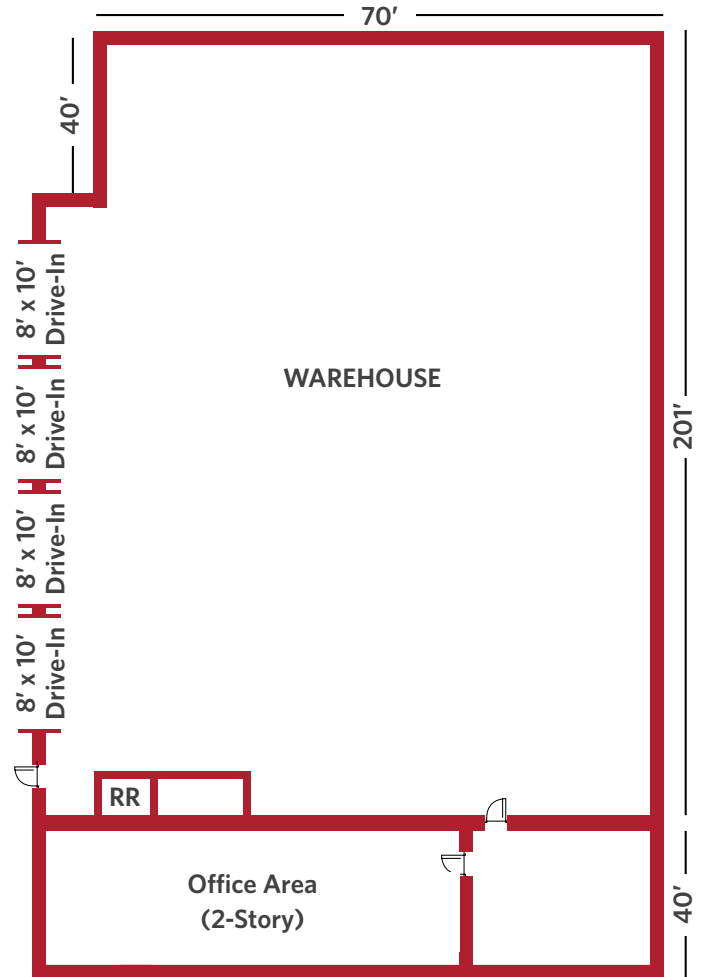 70′
40′
8′ x 10′
Drive-In
8′ x 10′
Drive-In
8′ x 10′
Drive-In
8′ x 10′
Drive-In
WAREHOUSE
201′
RR
Office Area
(2-Story)
40′